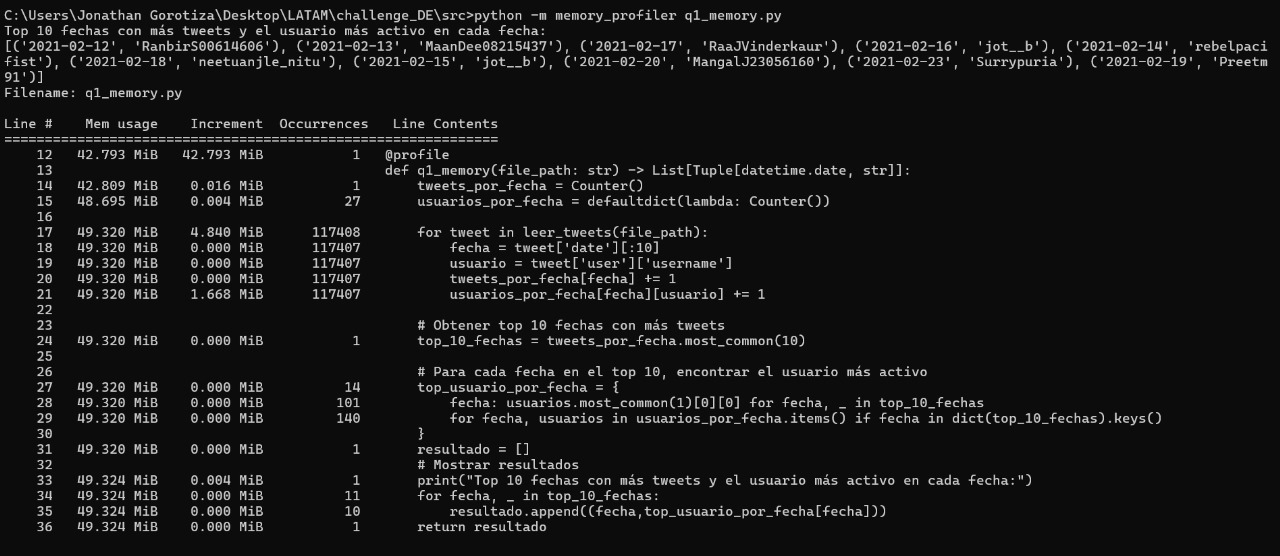 C:\Users\Jonathan Gorotiza\Desktop\LATAM\challenge_DE\src>python -m memory_profiler q1_memory.py
Top 10 fechas con más tweets y el usuario más activo en cada fecha:
[('2021-02-12', 'RanbirS00614606'), ('2021-02-13', 'MaanDee08215437'), ('2021-02-17', 'RaaJVinderkaur'), ('2021-02-16', 'jot__b'), ('2021-02-14', 'rebelpaci
fist'), ('2021-02-18', 'neetuanjle_nitu'), ('2021-02-15', 'jot__b'), ('2021-02-20', 'MangalJ23056160'), ('2021-02-23', 'Surrypuria'), ('2021-02-19', 'Preetm
91')]
Filename: q1_memory.py

Line #    Mem usage    Increment  Occurrences   Line Contents
=============================================================
    12   42.793 MiB   42.793 MiB           1   @profile
    13                                         def q1_memory(file_path: str) -> List[Tuple[datetime.date, str]]:
    14   42.809 MiB    0.016 MiB           1       tweets_por_fecha = Counter()
    15   48.695 MiB    0.004 MiB          27       usuarios_por_fecha = defaultdict(lambda: Counter())
    16
    17   49.320 MiB    4.840 MiB      117408       for tweet in leer_tweets(file_path):
    18   49.320 MiB    0.000 MiB      117407           fecha = tweet['date'][:10]
    19   49.320 MiB    0.000 MiB      117407           usuario = tweet['user']['username']
    20   49.320 MiB    0.000 MiB      117407           tweets_por_fecha[fecha] += 1
    21   49.320 MiB    1.668 MiB      117407           usuarios_por_fecha[fecha][usuario] += 1
    22
    23                                             # Obtener top 10 fechas con más tweets
    24   49.320 MiB    0.000 MiB           1       top_10_fechas = tweets_por_fecha.most_common(10)
    25
    26                                             # Para cada fecha en el top 10, encontrar el usuario más activo
    27   49.320 MiB    0.000 MiB          14       top_usuario_por_fecha = {
    28   49.320 MiB    0.000 MiB         101           fecha: usuarios.most_common(1)[0][0] for fecha, _ in top_10_fechas
    29   49.320 MiB    0.000 MiB         140           for fecha, usuarios in usuarios_por_fecha.items() if fecha in dict(top_10_fechas).keys()
    30                                             }
    31   49.320 MiB    0.000 MiB           1       resultado = []
    32                                             # Mostrar resultados
    33   49.324 MiB    0.004 MiB           1       print("Top 10 fechas con más tweets y el usuario más activo en cada fecha:")
    34   49.324 MiB    0.000 MiB          11       for fecha, _ in top_10_fechas:
    35   49.324 MiB    0.000 MiB          10           resultado.append((fecha,top_usuario_por_fecha[fecha]))
    36   49.324 MiB    0.000 MiB           1       return resultado